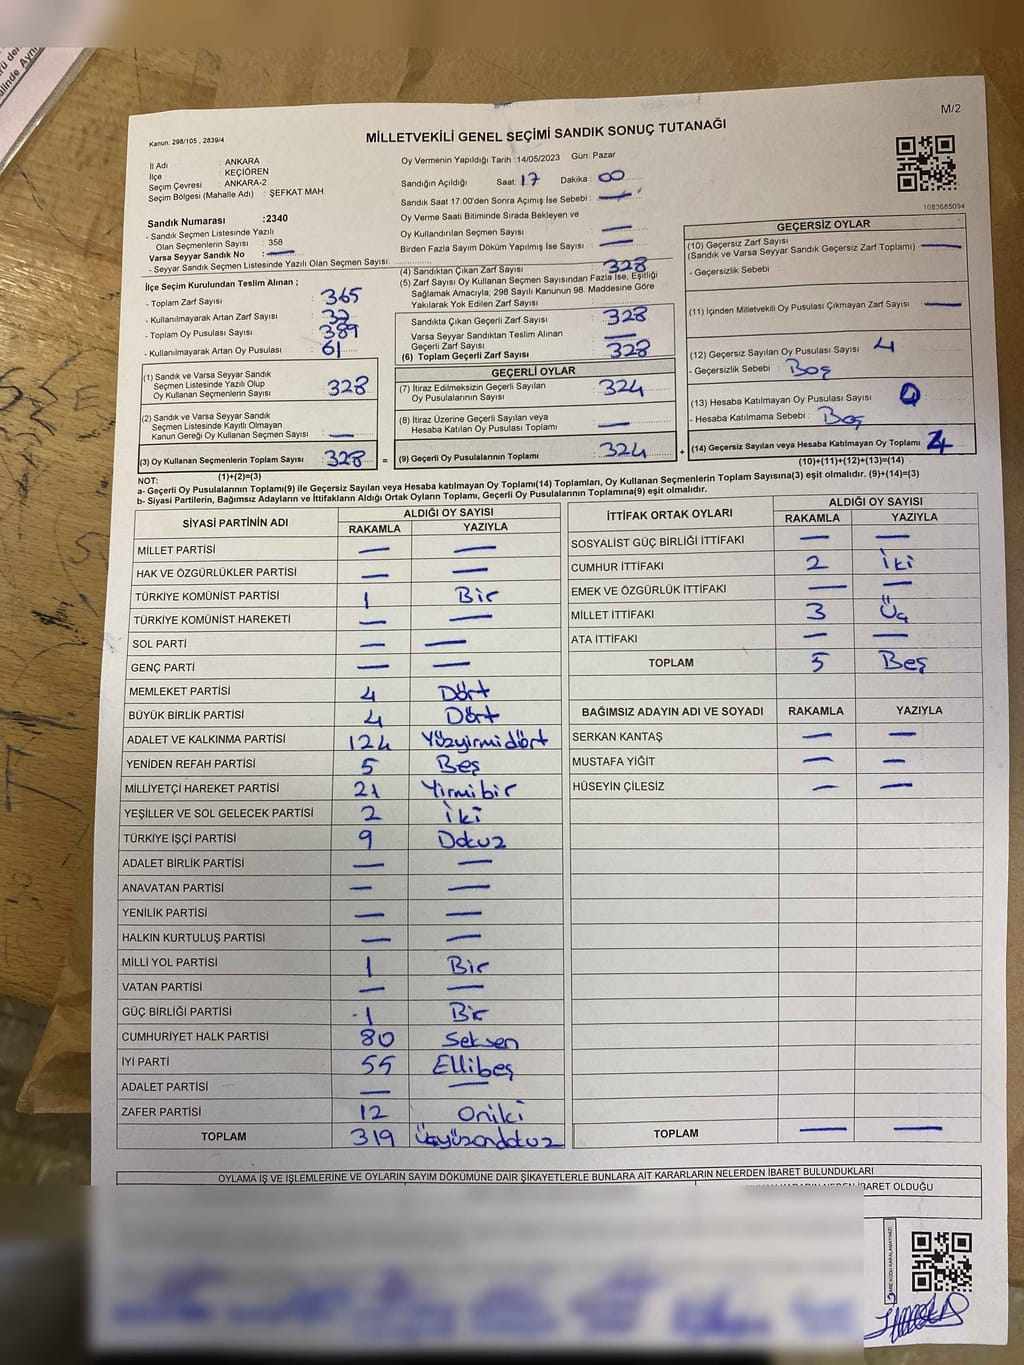 M/2
Kanun, 298/105 , 2839/4
MİLLETVEKİLİ GENEL SEÇİMİ SANDIK SONUÇ TUTANAĞI
İl Adı : ANKARA
İlçe : KEÇİÖREN
Seçim Çevresi : ANKARA-2
Seçim Bölgesi (Mahalle Adı) : ŞEFKAT MAH.
Sandık Numarası :2340
- Sandık Seçmen Listesinde Yazılı
Olan Seçmenlerin Sayısı : 358
Varsa Seyyar Sandık No : —
- Seyyar Sandık Seçmen Listesinde Yazılı Olan Seçmen Sayısı:
İlçe Seçim Kurulundan Teslim Alınan ;
- Toplam Zarf Sayısı : 365
- Kullanılmayarak Artan Zarf Sayısı : 37
- Toplam Oy Pusulası Sayısı : 389
- Kullanılmayarak Artan Oy Pusulası : 61
(1) Sandık ve Varsa Seyyar Sandık
Seçmen Listesinde Yazılı Olup
Oy Kullanan Seçmenlerin Sayısı : 328
(2) Sandık ve Varsa Seyyar Sandık
Seçmen Listesinde Kayıtlı Olmayan
Kanun Gereği Oy Kullanan Seçmen Sayısı : —
(3) Oy Kullanan Seçmenlerin Toplam Sayısı : 328
Oy Vermenin Yapıldığı Tarih :14/05/2023 Gün: Pazar
Sandığın Açıldığı Saat: 17 Dakika : 00
Sandık Saat 17:00'den Sonra Açımış İse Sebebi : —
Oy Verme Saati Bitiminde Sırada Bekleyen ve
Oy Kullandırılan Seçmen Sayısı : —
Birden Fazla Sayım Döküm Yapılmış İse Sayısı : —
(4) Sandıktan Çıkan Zarf Sayısı : 328
(5) Zarf Sayısı Oy Kullanan Seçmen Sayısından Fazla İse, Eşitliği
Sağlamak Amacıyla; 298 Sayılı Kanunun 98. Maddesine Göre
Yakılarak Yok Edilen Zarf Sayısı :
Sandıkta Çıkan Geçerli Zarf Sayısı : 328
Varsa Seyyar Sandıktan Teslim Alınan
Geçerli Zarf Sayısı : —
(6) Toplam Geçerli Zarf Sayısı : 328
GEÇERLİ OYLAR
(7) İtiraz Edilmeksizin Geçerli Sayılan
Oy Pusulalarının Sayısı : 324
(8) İtiraz Üzerine Geçerli Sayılan veya
Hesaba Katılan Oy Pusulası Toplamı : —
= (9) Geçerli Oy Pusulalarının Toplamı : 324
1083685094
GEÇERSİZ OYLAR
(10) Geçersiz Zarf Sayısı
(Sandık ve Varsa Seyyar Sandık Geçersiz Zarf Toplamı) : —
- Geçersizlik Sebebi :
(11) İçinden Milletvekili Oy Pusulası Çıkmayan Zarf Sayısı : —
(12) Geçersiz Sayılan Oy Pusulası Sayısı : 4
- Geçersizlik Sebebi : Boş
(13) Hesaba Katılmayan Oy Pusulası Sayısı :
- Hesaba Katılmama Sebebi : Boş
+ (14) Geçersiz Sayılan veya Hesaba Katılmayan Oy Toplamı : 4
NOT: (1)+(2)=(3) (10)+(11)+(12)+(13)=(14)
a- Geçerli Oy Pusulalarının Toplamı(9) ile Geçersiz Sayılan veya Hesaba katılmayan Oy Toplamı(14) Toplamları, Oy Kullanan Seçmenlerin Toplam Sayısına(3) eşit olmalıdır. (9)+(14)=(3)
b- Siyasi Partilerin, Bağımsız Adayların ve İttifakların Aldığı Ortak Oyların Toplamı, Geçerli Oy Pusulalarının Toplamına(9) eşit olmalıdır.
SİYASİ PARTİNİN ADI ALDIĞI OY SAYISI
RAKAMLA YAZIYLA
MİLLET PARTİSİ — —
HAK VE ÖZGÜRLÜKLER PARTİSİ — —
TÜRKİYE KOMÜNİST PARTİSİ 1 Bir
TÜRKİYE KOMÜNİST HAREKETİ — —
SOL PARTİ — —
GENÇ PARTİ — —
MEMLEKET PARTİSİ 4 Dört
BÜYÜK BİRLİK PARTİSİ 4 Dört
ADALET VE KALKINMA PARTİSİ 124 Yüzyirmidört
YENİDEN REFAH PARTİSİ 5 Beş
MİLLİYETÇİ HAREKET PARTİSİ 21 Yirmibir
YEŞİLLER VE SOL GELECEK PARTİSİ 2 İki
TÜRKİYE İŞÇİ PARTİSİ 9 Dokuz
ADALET BİRLİK PARTİSİ — —
ANAVATAN PARTİSİ — —
YENİLİK PARTİSİ — —
HALKIN KURTULUŞ PARTİSİ — —
MİLLİ YOL PARTİSİ 1 Bir
VATAN PARTİSİ — —
GÜÇ BİRLİĞİ PARTİSİ 1 Bir
CUMHURİYET HALK PARTİSİ 80 Seksen
İYİ PARTİ 55 Ellibeş
ADALET PARTİSİ — —
ZAFER PARTİSİ 12 Oniki
TOPLAM 319 Üçyüzondokuz
İTTİFAK ORTAK OYLARI ALDIĞI OY SAYISI
RAKAMLA YAZIYLA
SOSYALİST GÜÇ BİRLİĞİ İTTİFAKI — —
CUMHUR İTTİFAKI 2 İki
EMEK VE ÖZGÜRLÜK İTTİFAKI — —
MİLLET İTTİFAKI 3 Üç
ATA İTTİFAKI — —
TOPLAM 5 Beş
BAĞIMSIZ ADAYIN ADI VE SOYADI RAKAMLA YAZIYLA
SERKAN KANTAŞ — —
MUSTAFA YİĞİT — —
HÜSEYİN ÇİLESİZ — —
TOPLAM — —
OYLAMA İŞ VE İŞLEMLERİNE VE OYLARIN SAYIM DÖKÜMÜNE DAİR ŞİKAYETLERLE BUNLARA AİT KARARLARIN NELERDEN İBARET BULUNDUKLARI
İBARET OLDUĞU